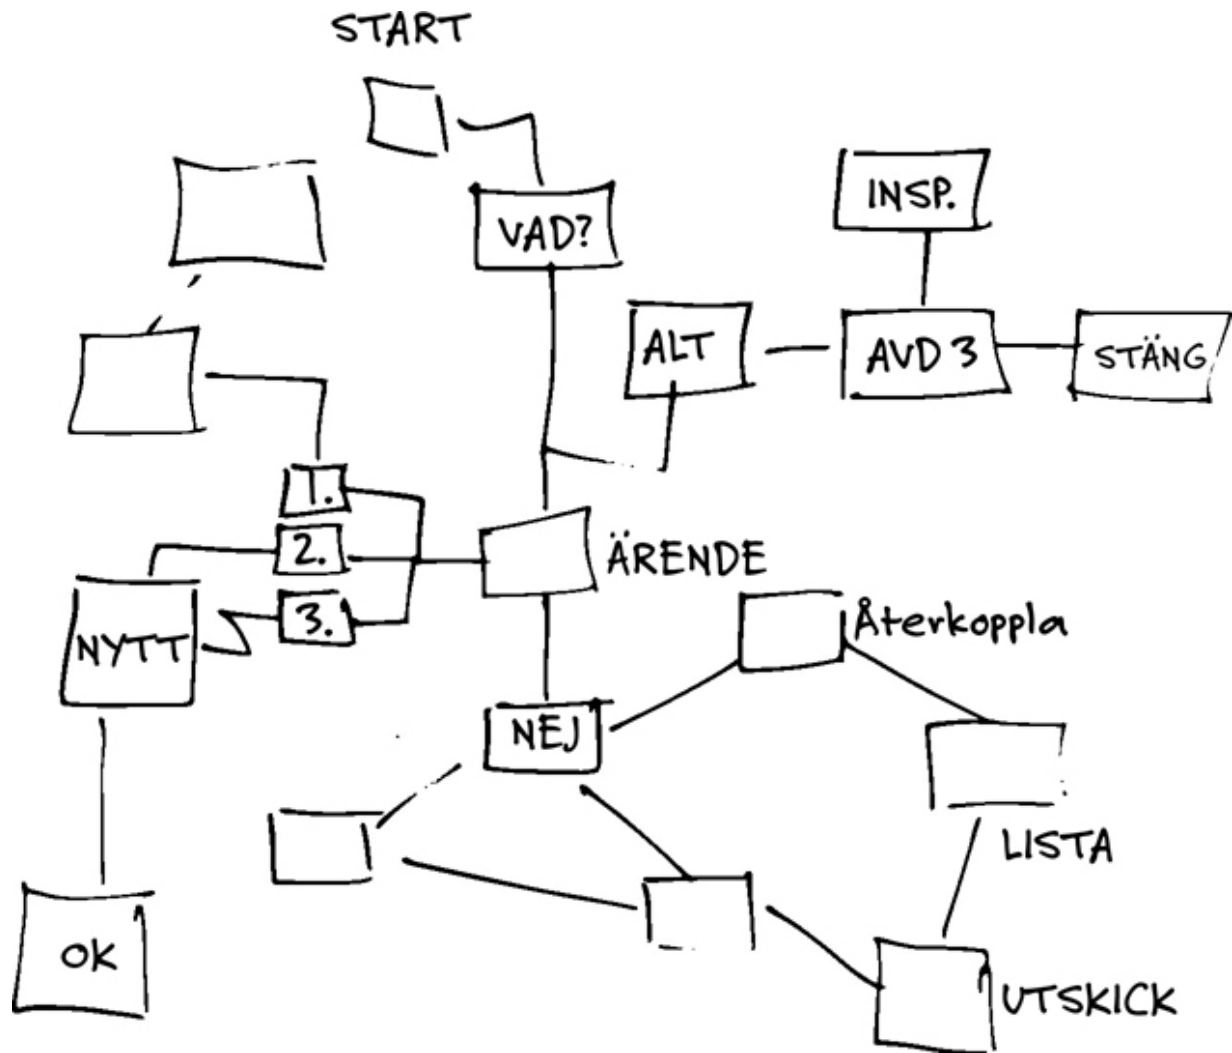 START
VAD?
INSP.
ALT
AVD 3
STÄNG
1.
2.
3.
ÄRENDE
NYTT
Återkoppla
NEJ
LISTA
OK
UTSKICK